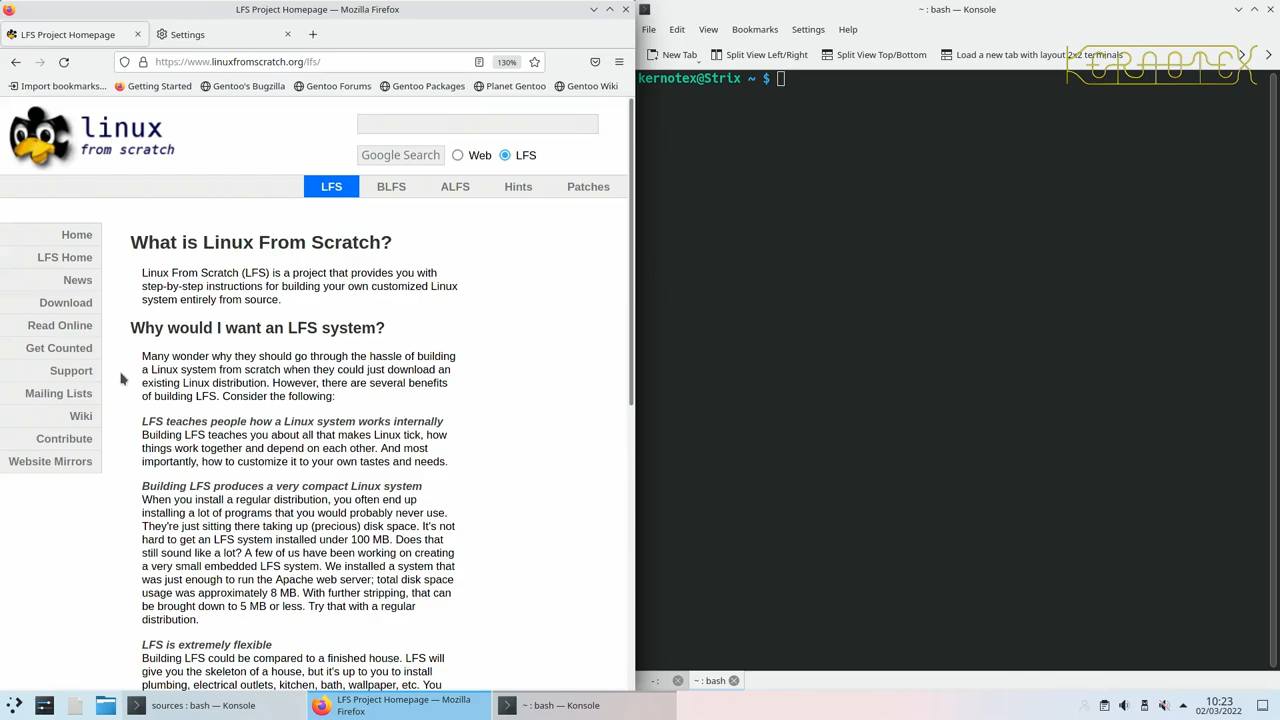 LFS Project Homepage — Mozilla Firefox
LFS Project Homepage
Settings
https://www.linuxfromscratch.org/lfs/
130%
Import bookmarks...
Getting Started
Gentoo's Bugzilla
Gentoo Forums
Gentoo Packages
Planet Gentoo
Gentoo Wiki
linux
from scratch
Google Search
Web
LFS
LFS
BLFS
ALFS
Hints
Patches
Home
LFS Home
News
Download
Read Online
Get Counted
Support
Mailing Lists
Wiki
Contribute
Website Mirrors
What is Linux From Scratch?
Linux From Scratch (LFS) is a project that provides you with
step-by-step instructions for building your own customized Linux
system entirely from source.
Why would I want an LFS system?
Many wonder why they should go through the hassle of building
a Linux system from scratch when they could just download an
existing Linux distribution. However, there are several benefits
of building LFS. Consider the following:
LFS teaches people how a Linux system works internally
Building LFS teaches you about all that makes Linux tick, how
things work together and depend on each other. And most
importantly, how to customize it to your own tastes and needs.
Building LFS produces a very compact Linux system
When you install a regular distribution, you often end up
installing a lot of programs that you would probably never use.
They're just sitting there taking up (precious) disk space. It's not
hard to get an LFS system installed under 100 MB. Does that
still sound like a lot? A few of us have been working on creating
a very small embedded LFS system. We installed a system that
was just enough to run the Apache web server; total disk space
usage was approximately 8 MB. With further stripping, that can
be brought down to 5 MB or less. Try that with a regular
distribution.
LFS is extremely flexible
Building LFS could be compared to a finished house. LFS will
give you the skeleton of a house, but it's up to you to install
plumbing, electrical outlets, kitchen, bath, wallpaper, etc. You
~ : bash — Konsole
File
Edit
View
Bookmarks
Settings
Help
New Tab
Split View Left/Right
Split View Top/Bottom
Load a new tab with layout 2x2 terminals
KERNOTEX
kernotex@Strix ~ $
- :
~ : bash
sources : bash — Konsole
LFS Project Homepage — Mozilla
Firefox
~ : bash — Konsole
10:23
02/03/2022